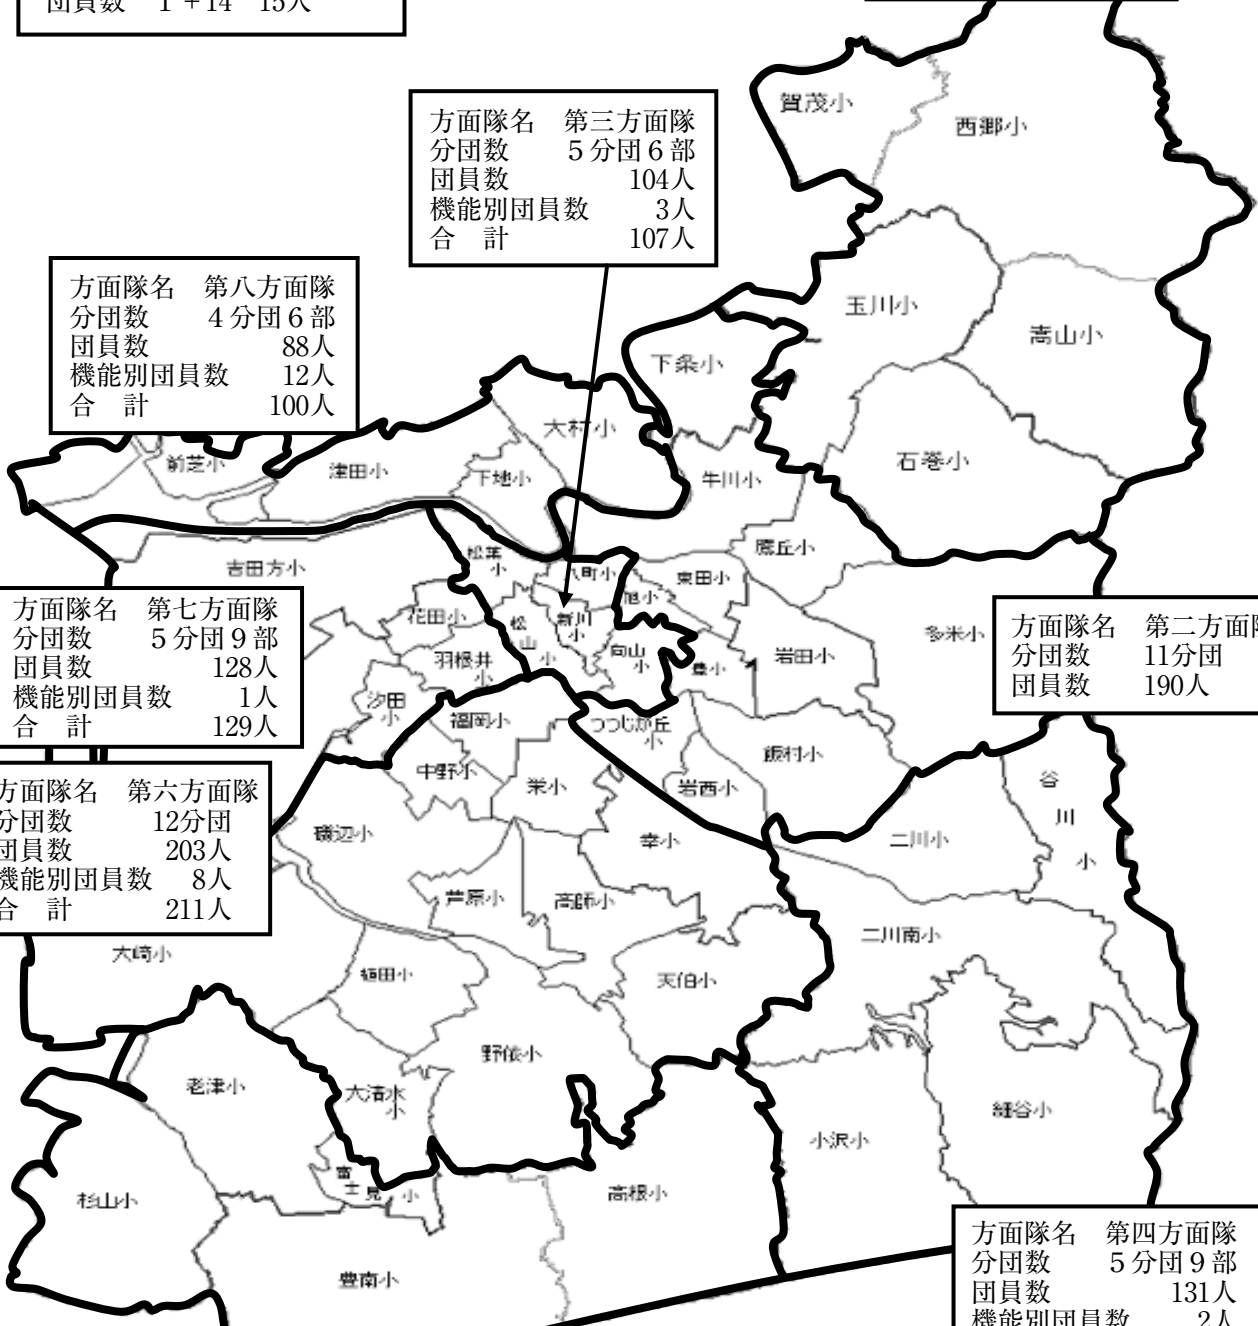 団員数　1＋14　15人
賀茂小
西郷小
方面隊名　第三方面隊
分団数　５分団６部
団員数　104人
機能別団員数　3人
合　計　107人
方面隊名　第八方面隊
分団数　４分団６部
団員数　88人
機能別団員数　12人
合　計　100人
玉川小
嵩山小
下条小
大村小
石巻小
前芝小
津田小
下地小
牛川小
鷹丘小
吉田方小
松葉小
八町小
東田小
旭小
花田小
松山小
新川小
多米小
向山小
岩田小
豊小
羽根井小
汐田小
方面隊名　第七方面隊
分団数　５分団９部
団員数　128人
機能別団員数　1人
合　計　129人
方面隊名　第二方面隊
分団数　11分団
団員数　190人
福岡小
つつじが丘小
飯村小
中野小
栄小
岩西小
谷川小
方面隊名　第六方面隊
分団数　12分団
団員数　203人
機能別団員数　8人
合　計　211人
磯辺小
幸小
二川小
芦原小
高師小
二川南小
大崎小
植田小
天伯小
野依小
老津小
大清水小
細谷小
小沢小
杉山小
富士見小
高根小
豊南小
方面隊名　第四方面隊
分団数　５分団９部
団員数　131人
機能別団員数　2人